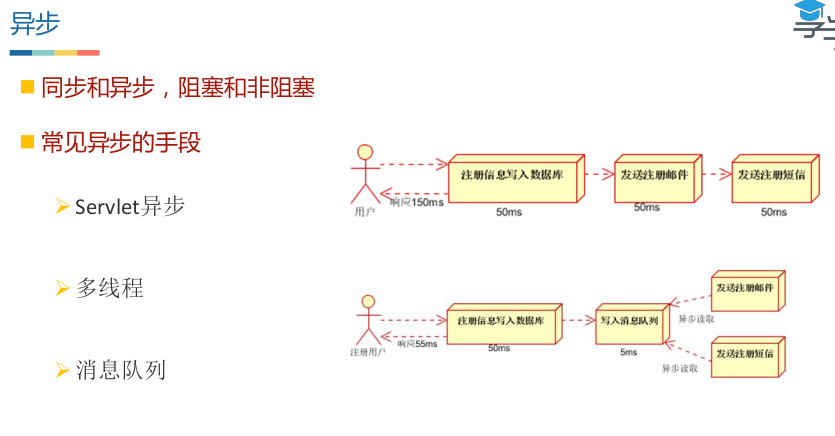 异步
同步和异步，阻塞和非阻塞
常见异步的手段
Servlet异步
多线程
消息队列
注册信息写入数据库
发送注册邮件
发送注册短信
用户
响应150ms
50ms
50ms
50ms
注册信息写入数据库
写入消息队列
发送注册邮件
异步读取
注册用户
响应55ms
50ms
5ms
发送注册短信
异步读取